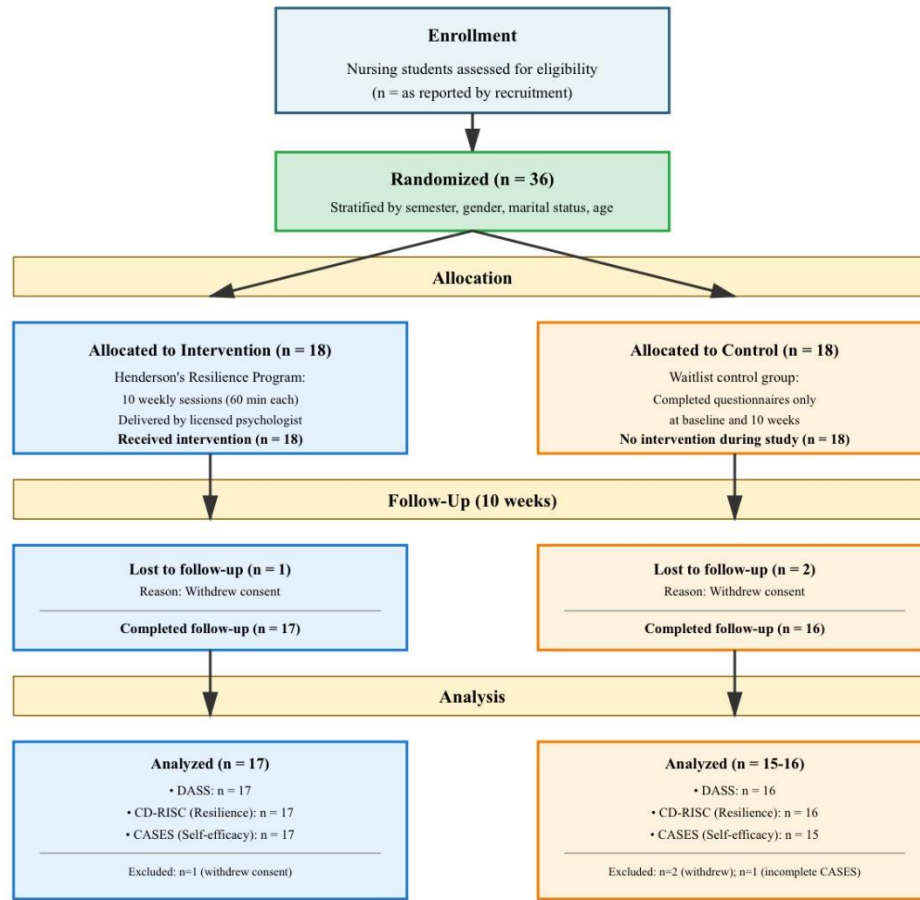 Enrollment
Nursing students assessed for eligibility
(n = as reported by recruitment)
Randomized (n = 36)
Stratified by semester, gender, marital status, age
Allocation
Allocated to Intervention (n = 18)
Henderson's Resilience Program:
10 weekly sessions (60 min each)
Delivered by licensed psychologist
Received intervention (n = 18)
Allocated to Control (n = 18)
Waitlist control group:
Completed questionnaires only
at baseline and 10 weeks
No intervention during study (n = 18)
Follow-Up (10 weeks)
Lost to follow-up (n = 1)
Reason: Withdrew consent
Completed follow-up (n = 17)
Lost to follow-up (n = 2)
Reason: Withdrew consent
Completed follow-up (n = 16)
Analysis
Analyzed (n = 17)
• DASS: n = 17
• CD-RISC (Resilience): n = 17
• CASES (Self-efficacy): n = 17
Excluded: n=1 (withdrew consent)
Analyzed (n = 15-16)
• DASS: n = 16
• CD-RISC (Resilience): n = 16
• CASES (Self-efficacy): n = 15
Excluded: n=2 (withdrew); n=1 (incomplete CASES)